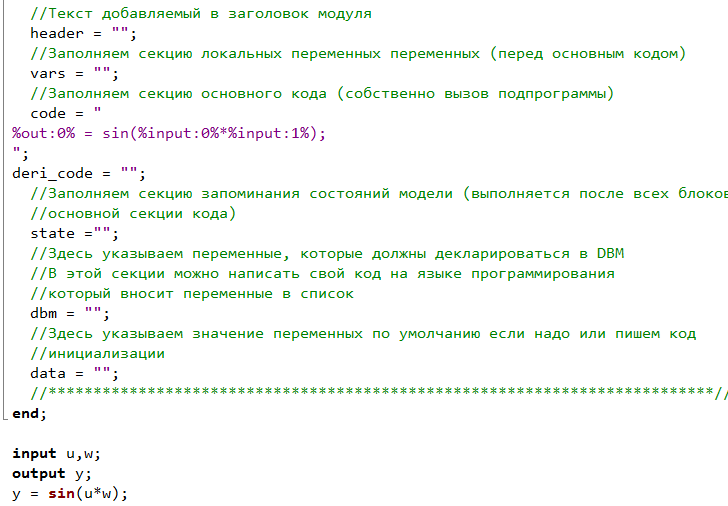 //Текст добавляемый в заголовок модуля
header = "";
//Заполняем секцию локальных переменных переменных (перед основным кодом)
vars = "";
//Заполняем секцию основного кода (собственно вызов подпрограммы)
code = "
%out:0% = sin(%input:0%*%input:1%);
";
deri_code = "";
//Заполняем секцию запоминания состояний модели (выполняется после всех блоков
//основной секции кода)
state ="";
//Здесь указываем переменные, которые должны декларироваться в DBM
//В этой секции можно написать свой код на языке программирования
//который вносит переменные в список
dbm = "";
//Здесь указываем значение переменных по умолчанию если надо или пишем код
//инициализации
data = "";
//**************************************************************************//
end;
input u,w;
output y;
y = sin(u*w);